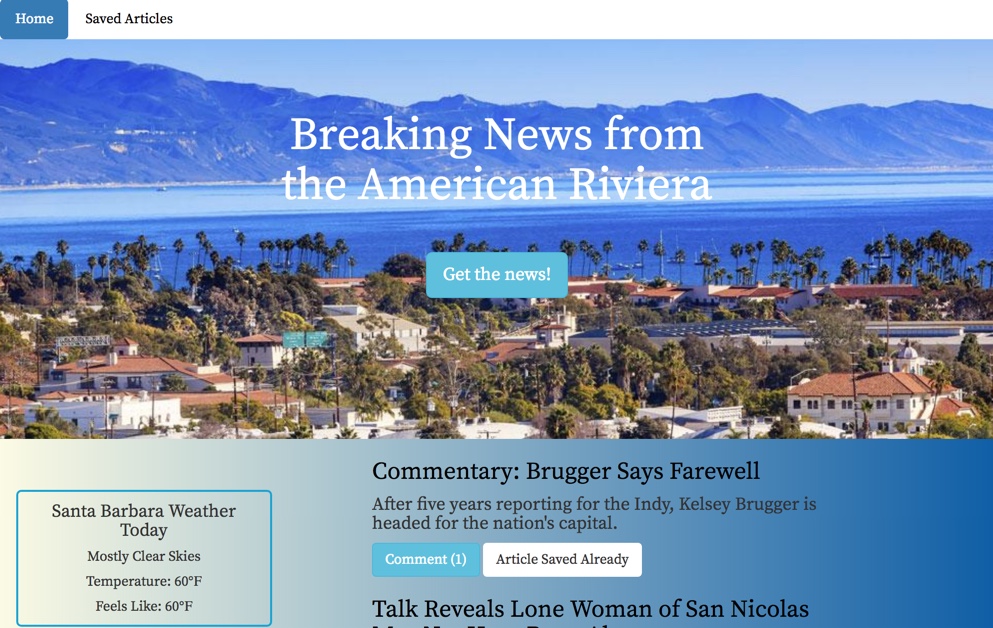 Home Saved Articles
Breaking News from
the American Riviera
Get the news!
Santa Barbara Weather
Today
Mostly Clear Skies
Temperature: 60°F
Feels Like: 60°F
Commentary: Brugger Says Farewell
After five years reporting for the Indy, Kelsey Brugger is
headed for the nation's capital.
Comment (1) Article Saved Already
Talk Reveals Lone Woman of San Nicolas